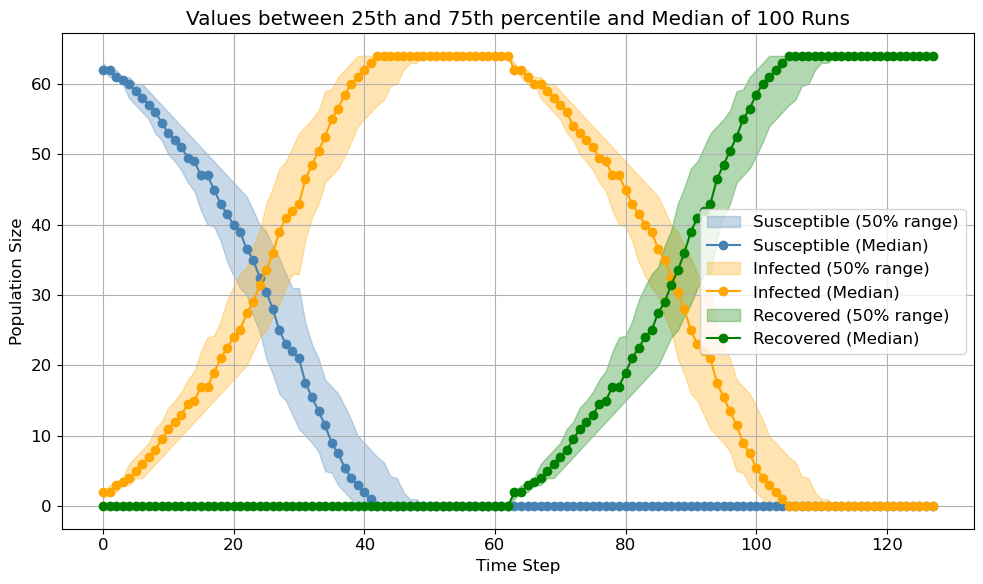 Values between 25th and 75th percentile and Median of 100 Runs
Population Size
60
50
40
30
20
10
0
Susceptible (50% range)
Susceptible (Median)
Infected (50% range)
Infected (Median)
Recovered (50% range)
Recovered (Median)
0 20 40 60 80 100 120
Time Step